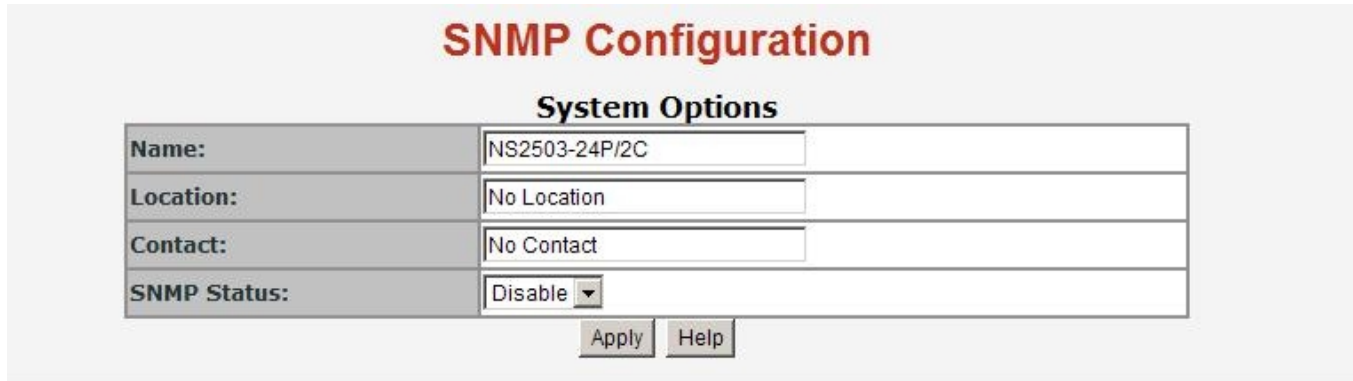 SNMP Configuration
System Options
Name: NS2503-24P/2C
Location: No Location
Contact: No Contact
SNMP Status: Disable
Apply Help